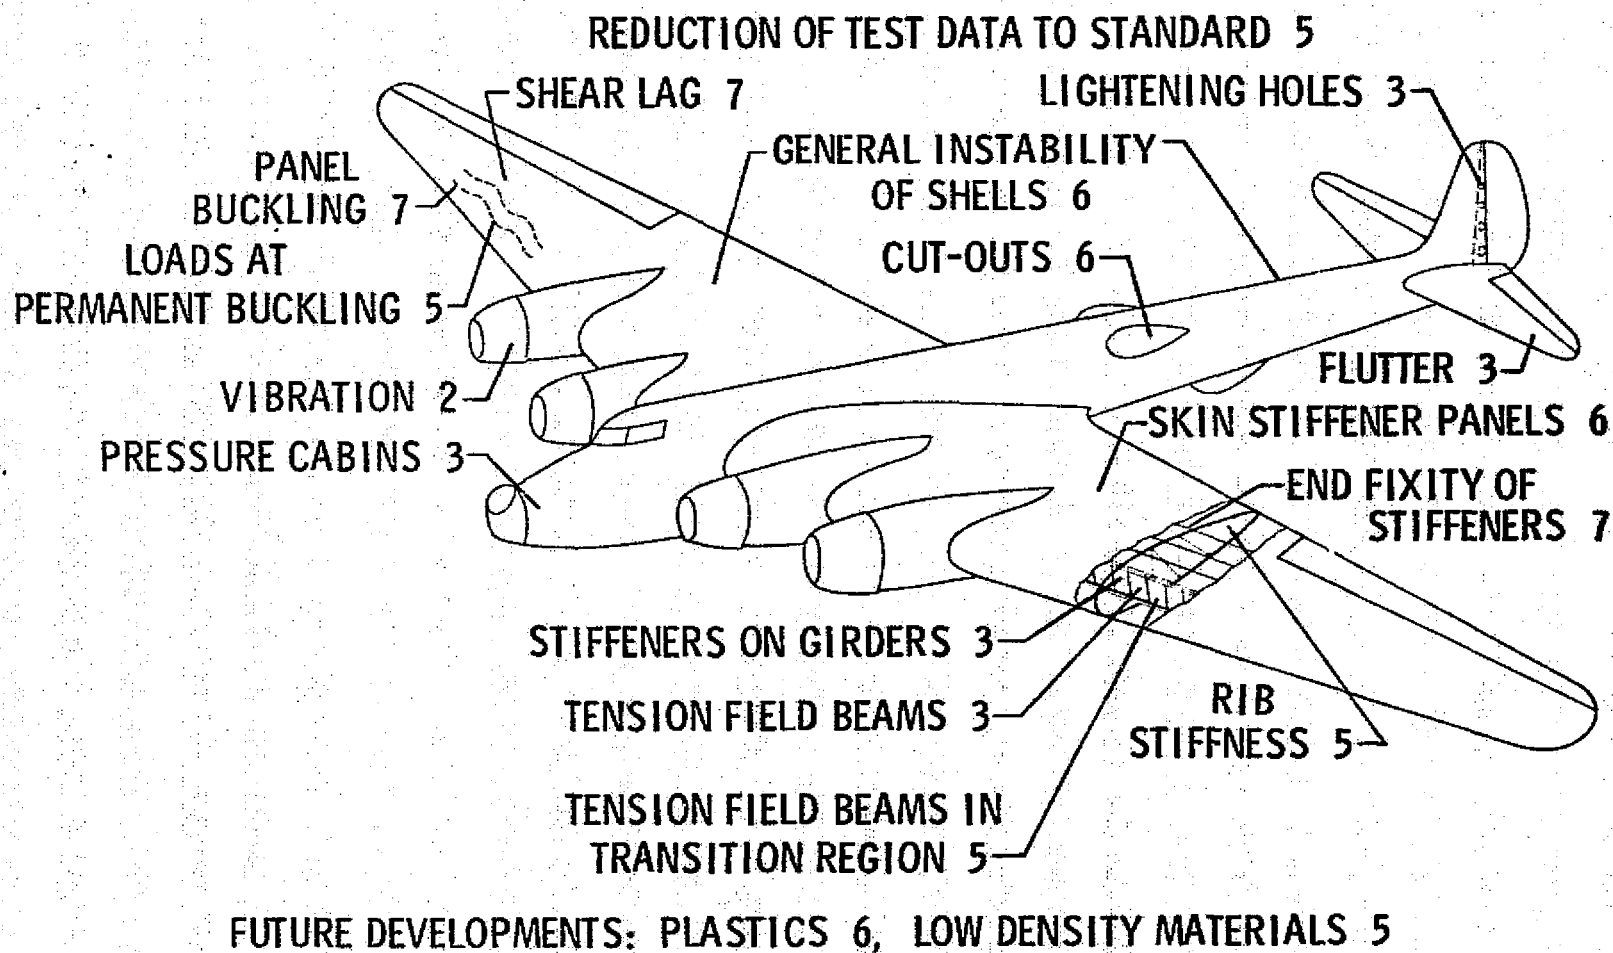 REDUCTION OF TEST DATA TO STANDARD 5
SHEAR LAG 7
LIGHTENING HOLES 3
PANEL
BUCKLING 7
GENERAL INSTABILITY
OF SHELLS 6
LOADS AT
PERMANENT BUCKLING 5
CUT-OUTS 6
VIBRATION 2
FLUTTER 3
PRESSURE CABINS 3
SKIN STIFFENER PANELS 6
END FIXITY OF
STIFFENERS 7
STIFFENERS ON GIRDERS 3
TENSION FIELD BEAMS 3
RIB
STIFFNESS 5
TENSION FIELD BEAMS IN
TRANSITION REGION 5
FUTURE DEVELOPMENTS: PLASTICS 6, LOW DENSITY MATERIALS 5